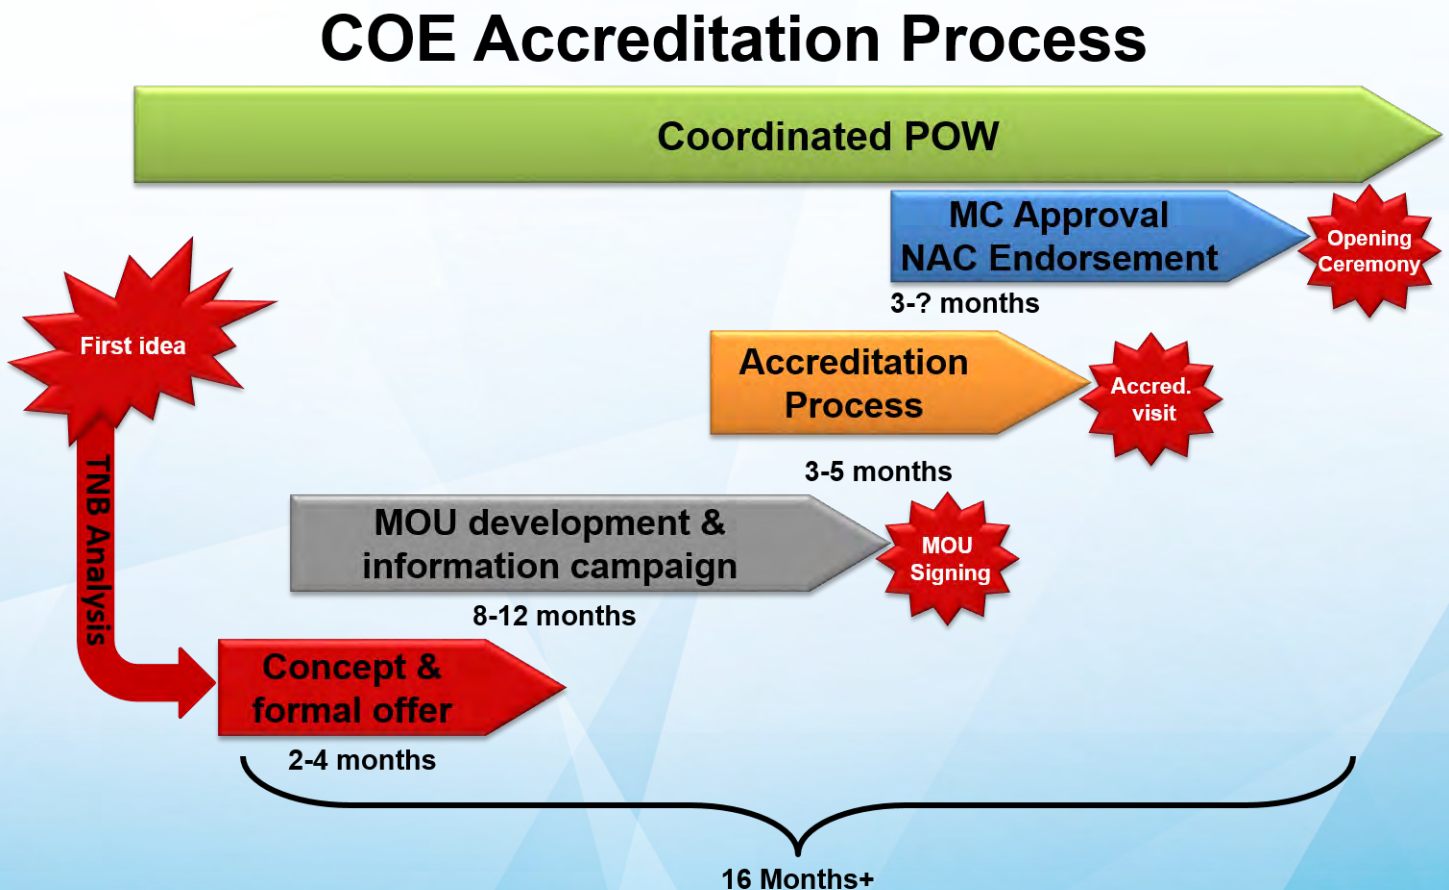 COE Accreditation Process
Coordinated POW
MC Approval
NAC Endorsement
3-? months
Opening
Ceremony
First idea
TNB Analysis
Accreditation
Process
3-5 months
Accred.
visit
MOU development &
information campaign
8-12 months
MOU
Signing
Concept &
formal offer
2-4 months
16 Months+